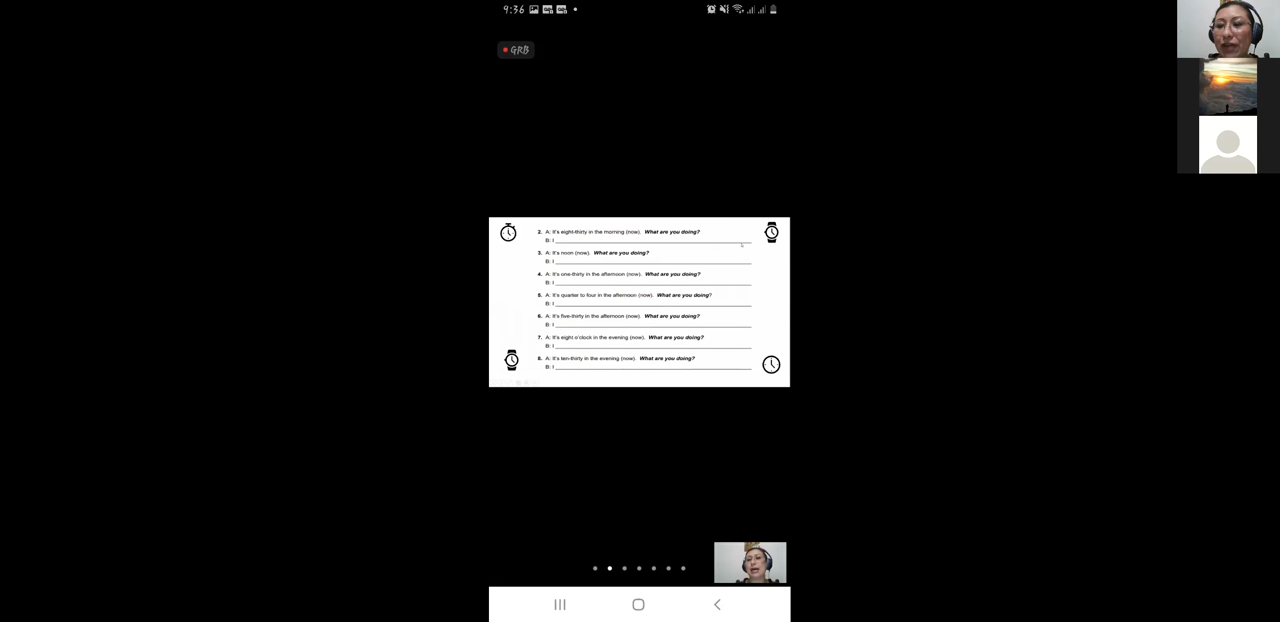 9:36
GRB
2. A: It's eight-thirty in the morning (now). What are you doing?
B: I
3. A: It's noon (now). What are you doing?
B: I
4. A: It's one-thirty in the afternoon (now). What are you doing?
B: I
5. A: It's quarter to four in the afternoon (now). What are you doing?
B: I
6. A: It's five-thirty in the afternoon (now). What are you doing?
B: I
7. A: It's eight o'clock in the evening (now). What are you doing?
B: I
8. A: It's ten-thirty in the evening (now). What are you doing?
B: I